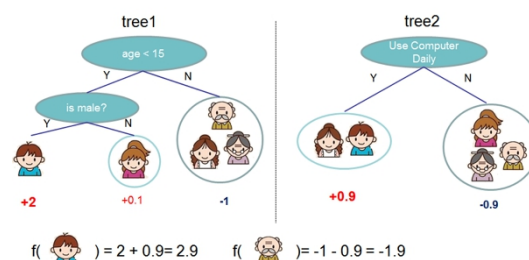 tree1
tree2
age < 15
Use Computer
Daily
Y
N
Y
N
is male?
Y
N
+2
+0.1
-1
+0.9
-0.9
f( ) = 2 + 0.9= 2.9
f( )= -1 - 0.9 = -1.9